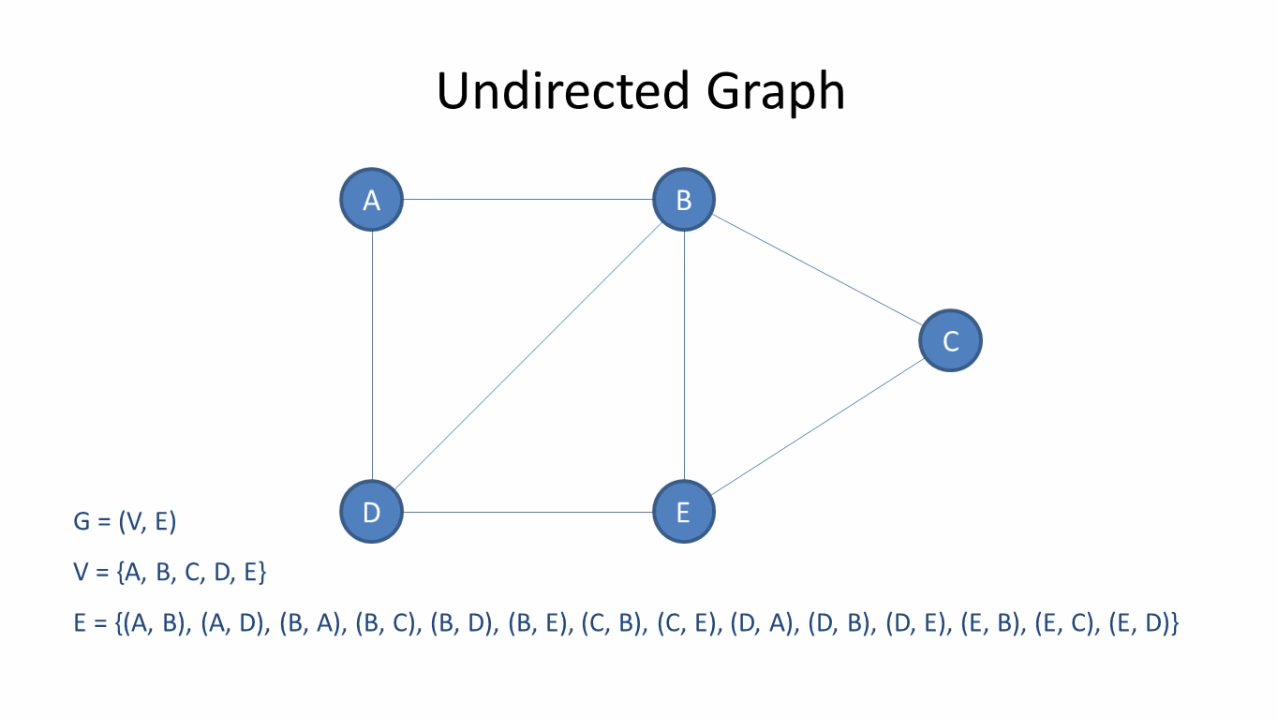 Undirected Graph
A
B
C
D
E
G = (V, E)
V = {A, B, C, D, E}
E = {(A, B), (A, D), (B, A), (B, C), (B, D), (B, E), (C, B), (C, E), (D, A), (D, B), (D, E), (E, B), (E, C), (E, D)}